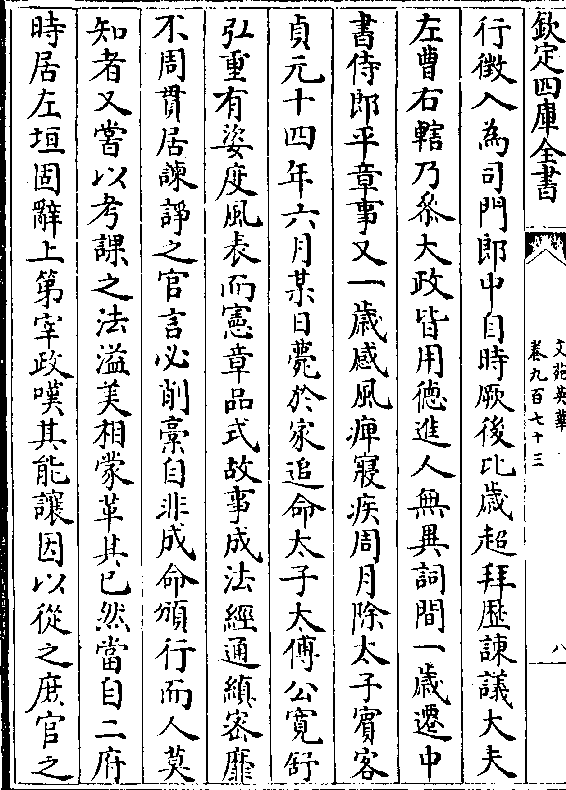 欽定四庫全書
文苑英華
卷九百七十三
八
行徵入為司門郎中自時厥後比歲超拜歷諫議大夫
左曹右轄乃叅大政皆用德進人無異詞間一歲遷中
書侍郎平章事又一歲感風痺寢疾周月除太子賓客
貞元十四年六月某日薨於家追命太子太傅公寛舒
弘重有姿度風表而憲章品式故事成法經通縝宻靡
不周貫居諫諍之官言必削藁自非成命頒行而人莫
知者又嘗以考課之法溢美相蒙革其已然當自二府
時居左垣固辭上第宰政嘆其能讓因以從之庶官之